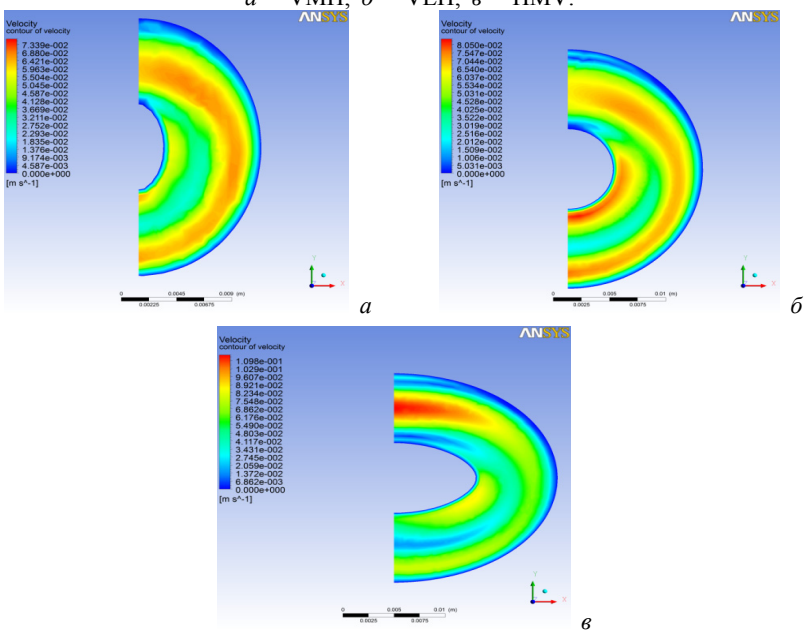 а – VMH; б – VEH; в – HMV.
ANSYS
Velocity
contour of velocity
7.339e-002
6.880e-002
6.421e-002
5.963e-002
5.504e-002
5.045e-002
4.587e-002
4.128e-002
3.669e-002
3.211e-002
2.752e-002
2.293e-002
1.835e-002
1.376e-002
9.174e-003
4.587e-003
0.000e+000
[m s^-1]
Y
X
0 0.0045 0.009 (m)
0.00225 0.00675
а
ANSYS
Velocity
contour of velocity
8.050e-002
7.547e-002
7.044e-002
6.540e-002
6.037e-002
5.534e-002
5.031e-002
4.528e-002
4.025e-002
3.522e-002
3.019e-002
2.516e-002
2.012e-002
1.509e-002
1.006e-002
5.031e-003
0.000e+000
[m s^-1]
Y
X
0 0.005 0.01 (m)
0.0025 0.0075
б
ANSYS
Velocity
contour of velocity
1.098e-001
1.029e-001
9.607e-002
8.921e-002
8.234e-002
7.548e-002
6.862e-002
6.176e-002
5.490e-002
4.803e-002
4.117e-002
3.431e-002
2.745e-002
2.059e-002
1.372e-002
6.862e-003
0.000e+000
[m s^-1]
Y
X
0 0.005 0.01 (m)
0.0025 0.0075
в